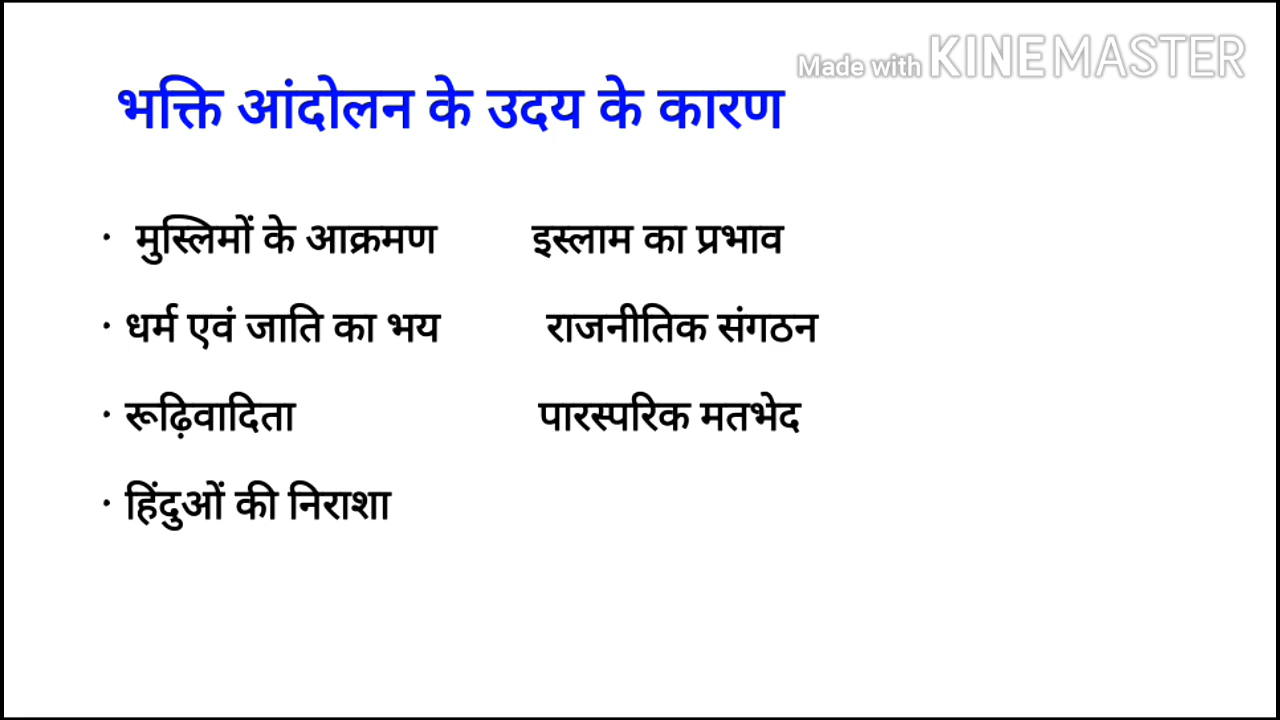 Made with KINEMASTER
भक्ति आंदोलन के उदय के कारण
· मुस्लिमों के आक्रमण इस्लाम का प्रभाव
· धर्म एवं जाति का भय राजनीतिक संगठन
· रूढ़िवादिता पारस्परिक मतभेद
· हिंदुओं की निराशा